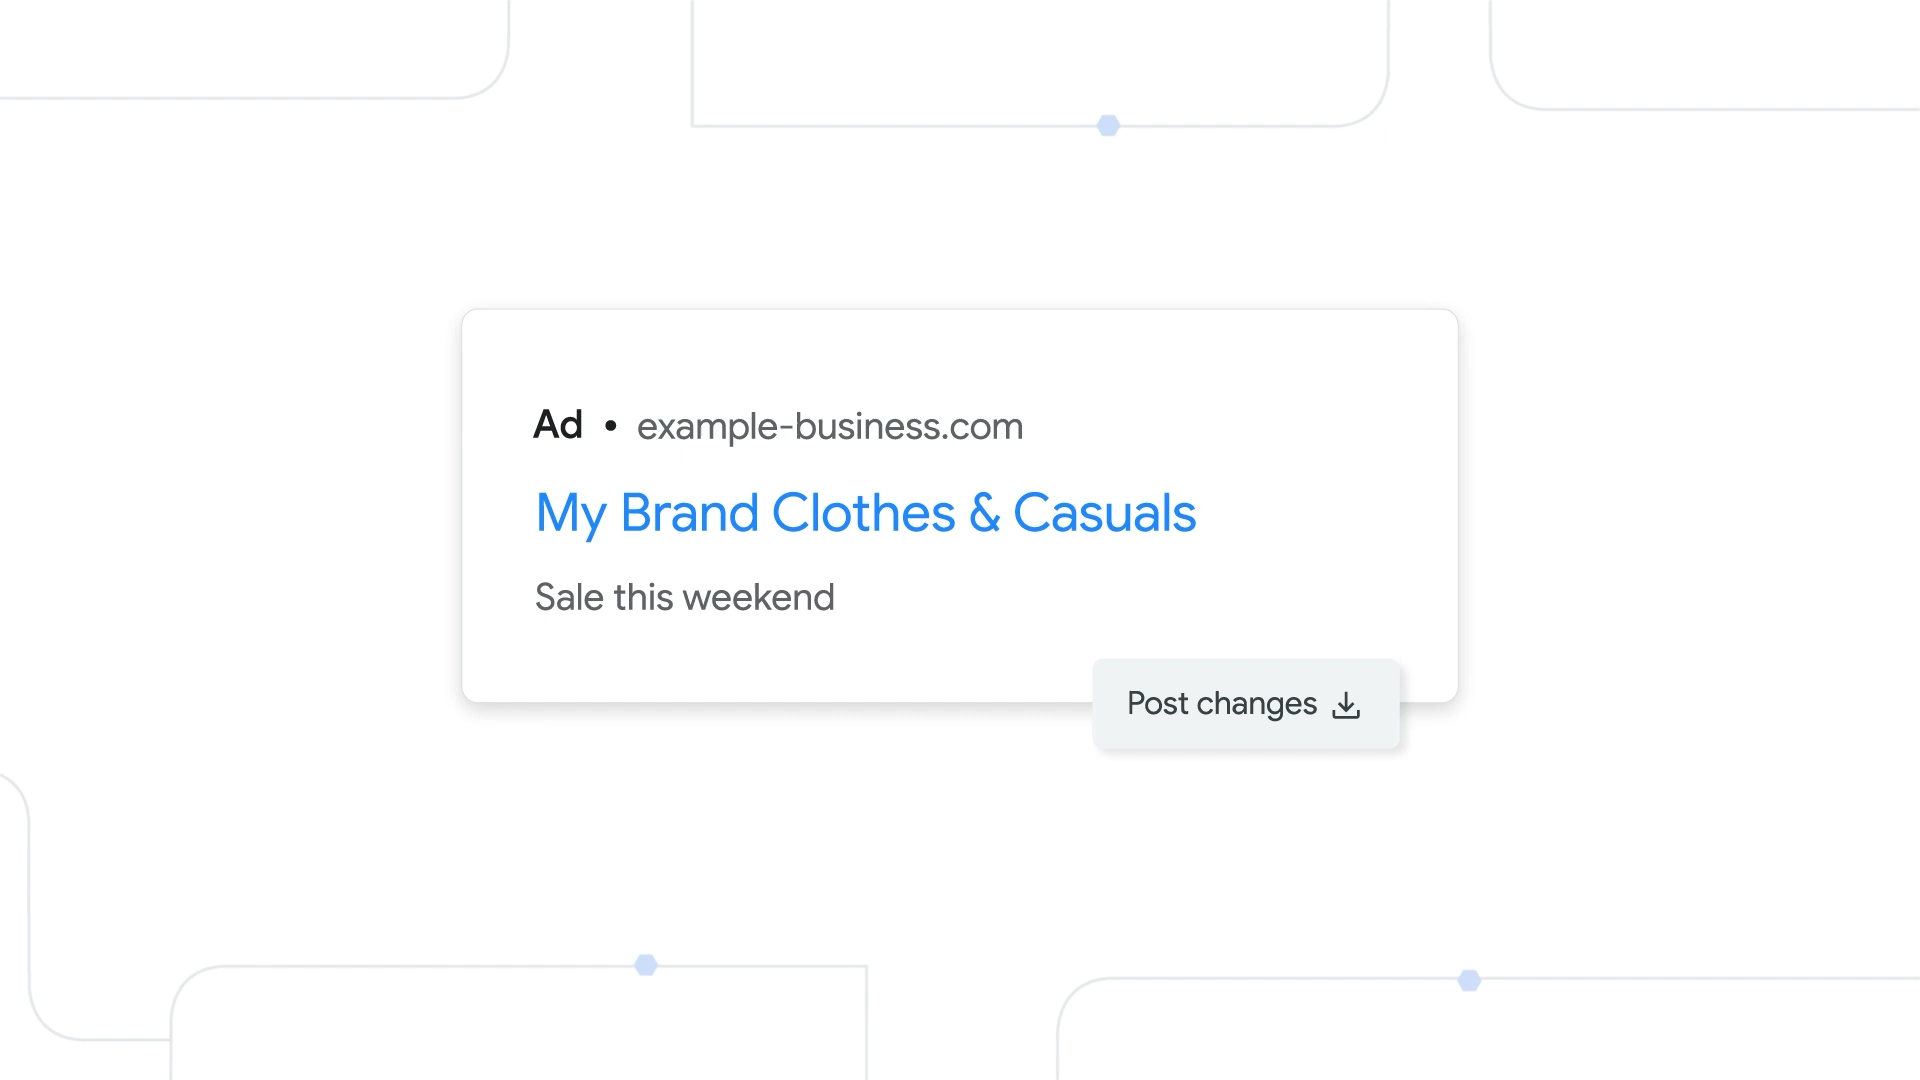 Ad • example-business.com
My Brand Clothes & Casuals
Sale this weekend
Post changes